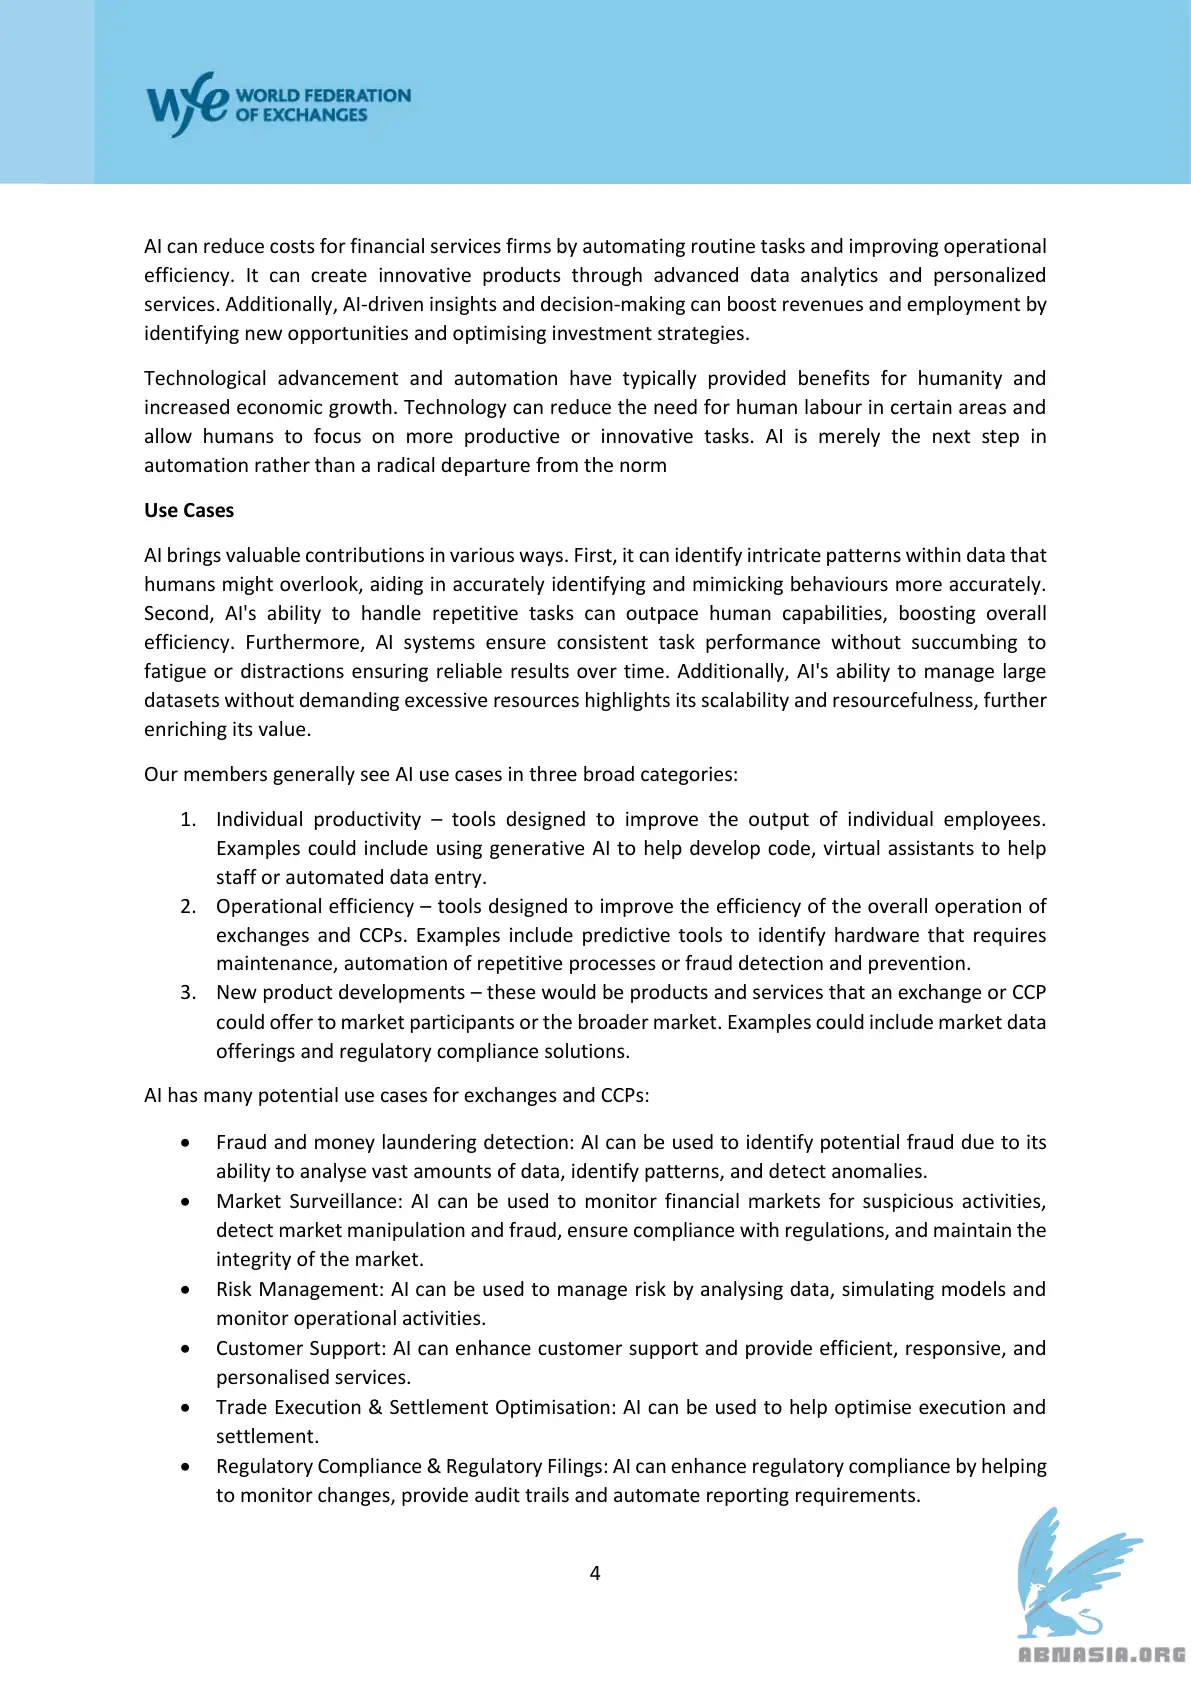 wfe WORLD FEDERATION
OF EXCHANGES
AI can reduce costs for financial services firms by automating routine tasks and improving operational
efficiency. It can create innovative products through advanced data analytics and personalized
services. Additionally, AI-driven insights and decision-making can boost revenues and employment by
identifying new opportunities and optimising investment strategies.
Technological advancement and automation have typically provided benefits for humanity and
increased economic growth. Technology can reduce the need for human labour in certain areas and
allow humans to focus on more productive or innovative tasks. AI is merely the next step in
automation rather than a radical departure from the norm
Use Cases
AI brings valuable contributions in various ways. First, it can identify intricate patterns within data that
humans might overlook, aiding in accurately identifying and mimicking behaviours more accurately.
Second, AI's ability to handle repetitive tasks can outpace human capabilities, boosting overall
efficiency. Furthermore, AI systems ensure consistent task performance without succumbing to
fatigue or distractions ensuring reliable results over time. Additionally, AI's ability to manage large
datasets without demanding excessive resources highlights its scalability and resourcefulness, further
enriching its value.
Our members generally see AI use cases in three broad categories:
1. Individual productivity – tools designed to improve the output of individual employees.
Examples could include using generative AI to help develop code, virtual assistants to help
staff or automated data entry.
2. Operational efficiency – tools designed to improve the efficiency of the overall operation of
exchanges and CCPs. Examples include predictive tools to identify hardware that requires
maintenance, automation of repetitive processes or fraud detection and prevention.
3. New product developments – these would be products and services that an exchange or CCP
could offer to market participants or the broader market. Examples could include market data
offerings and regulatory compliance solutions.
AI has many potential use cases for exchanges and CCPs:
• Fraud and money laundering detection: AI can be used to identify potential fraud due to its
ability to analyse vast amounts of data, identify patterns, and detect anomalies.
• Market Surveillance: AI can be used to monitor financial markets for suspicious activities,
detect market manipulation and fraud, ensure compliance with regulations, and maintain the
integrity of the market.
• Risk Management: AI can be used to manage risk by analysing data, simulating models and
monitor operational activities.
• Customer Support: AI can enhance customer support and provide efficient, responsive, and
personalised services.
• Trade Execution & Settlement Optimisation: AI can be used to help optimise execution and
settlement.
• Regulatory Compliance & Regulatory Filings: AI can enhance regulatory compliance by helping
to monitor changes, provide audit trails and automate reporting requirements.
4
ABNASIA.ORG